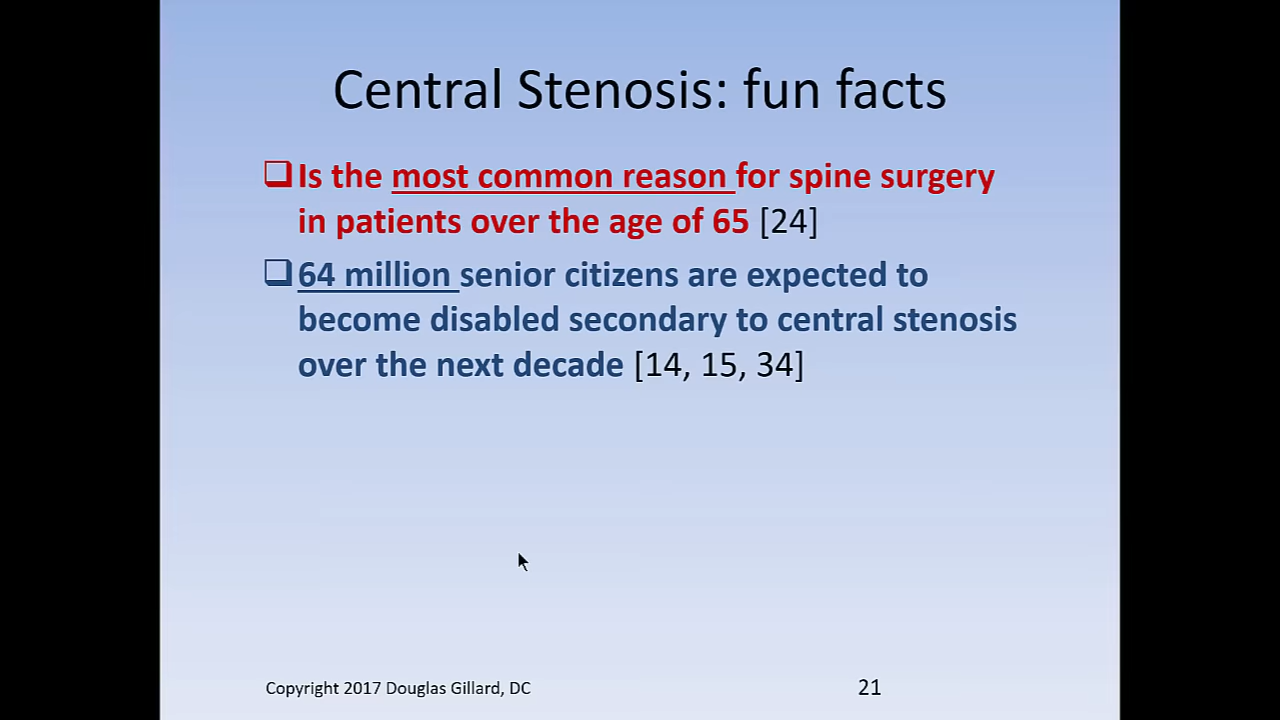 Central Stenosis: fun facts
❑Is the most common reason for spine surgery
in patients over the age of 65 [24]
❑64 million senior citizens are expected to
become disabled secondary to central stenosis
over the next decade [14, 15, 34]
Copyright 2017 Douglas Gillard, DC
21